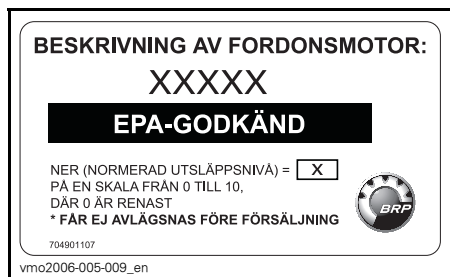 BESKRIVNING AV FORDONSMOTOR:
XXXXX
EPA-GODKÄND
NER (NORMERAD UTSLÄPPSNIVÅ) = X
PÅ EN SKALA FRÅN 0 TILL 10,
DÄR 0 ÄR RENAST
* FÅR EJ AVLÄGSNAS FÖRE FÖRSÄLJNING
BRP
704901107
vmo2006-005-009_en